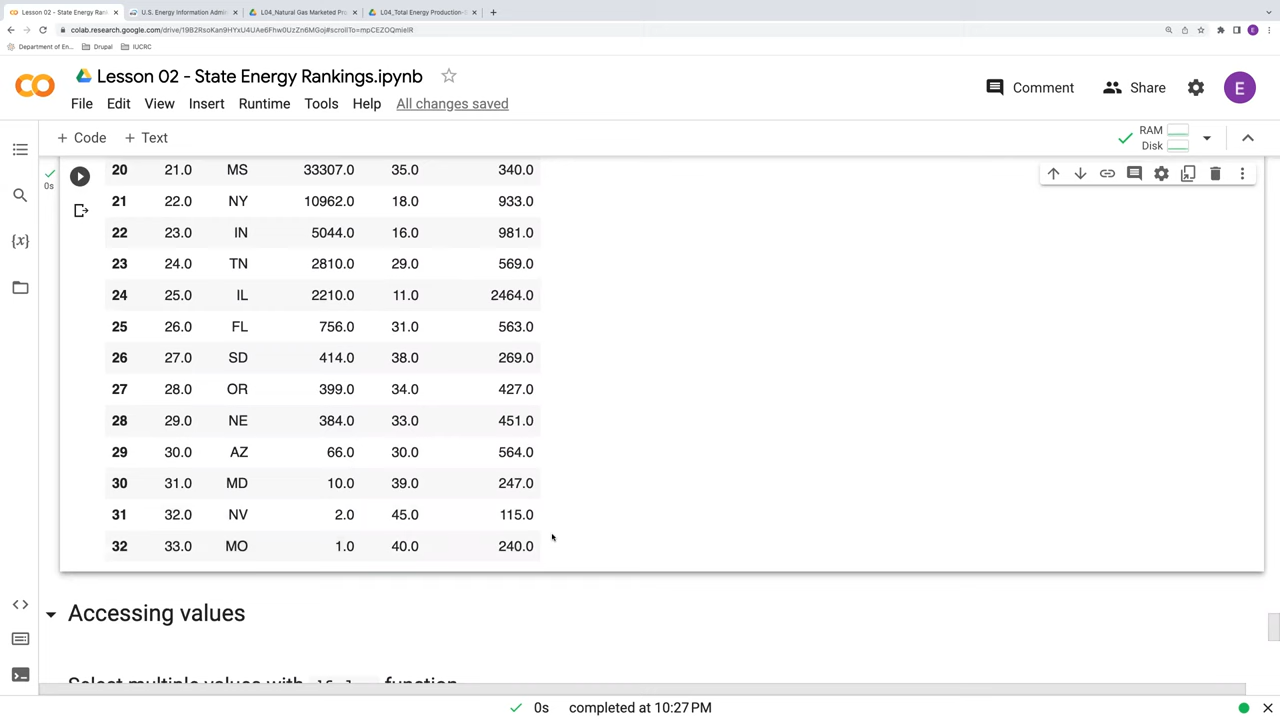 Lesson 02 - State Energy Ran
U.S. Energy Information Admin
L04_Natural Gas Marketed Pro
L04_Total Energy Production-
colab.research.google.com/drive/19B2RsoKan9HYxU4UAe6Fhw0UzZn6MGoj#scrollTo=mpCEZOQmieIR
Department of En...
Drupal
IUCRC
CO
Lesson 02 - State Energy Rankings.ipynb
File Edit View Insert Runtime Tools Help All changes saved
Comment
Share
E
+ Code + Text
RAM
Disk
0s
20 21.0 MS 33307.0 35.0 340.0
21 22.0 NY 10962.0 18.0 933.0
22 23.0 IN 5044.0 16.0 981.0
23 24.0 TN 2810.0 29.0 569.0
24 25.0 IL 2210.0 11.0 2464.0
25 26.0 FL 756.0 31.0 563.0
26 27.0 SD 414.0 38.0 269.0
27 28.0 OR 399.0 34.0 427.0
28 29.0 NE 384.0 33.0 451.0
29 30.0 AZ 66.0 30.0 564.0
30 31.0 MD 10.0 39.0 247.0
31 32.0 NV 2.0 45.0 115.0
32 33.0 MO 1.0 40.0 240.0
Accessing values
Select multiple values with function
0s completed at 10:27 PM